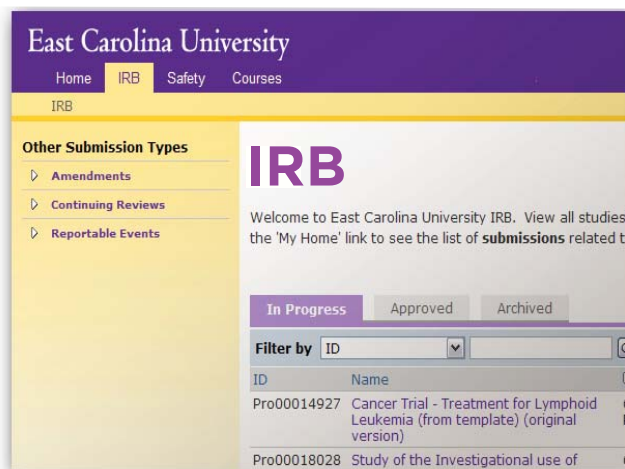 East Carolina University
Home IRB Safety Courses
IRB
Other Submission Types
Amendments
Continuing Reviews
Reportable Events
IRB
Welcome to East Carolina University IRB. View all studies
the 'My Home' link to see the list of submissions related t
In Progress Approved Archived
Filter by ID
ID Name
Pro00014927 Cancer Trial - Treatment for Lymphoid
Leukemia (from template) (original
version)
Pro00018028 Study of the Investigational use of